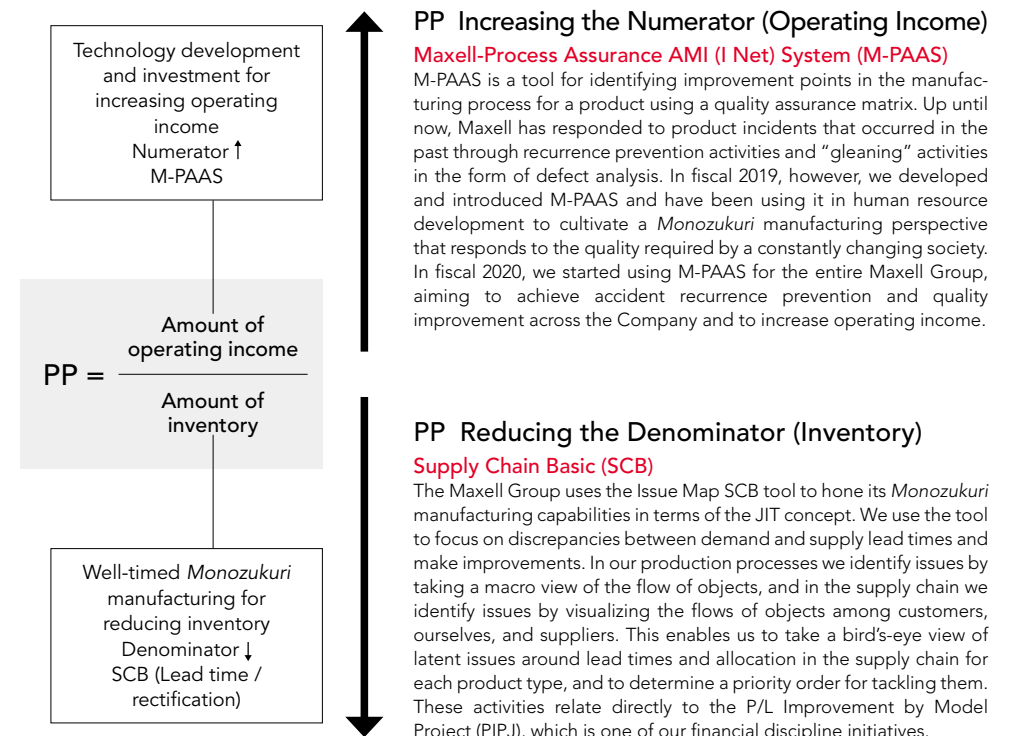 Technology development
and investment for
increasing operating
income
Numerator ↑
M-PAAS
PP =
Amount of
operating income
Amount of
inventory
Well-timed Monozukuri
manufacturing for
reducing inventory
Denominator ↓
SCB (Lead time /
rectification)
PP Increasing the Numerator (Operating Income)
Maxell-Process Assurance AMI (I Net) System (M-PAAS)
M-PAAS is a tool for identifying improvement points in the manufac-
turing process for a product using a quality assurance matrix. Up until
now, Maxell has responded to product incidents that occurred in the
past through recurrence prevention activities and “gleaning” activities
in the form of defect analysis. In fiscal 2019, however, we developed
and introduced M-PAAS and have been using it in human resource
development to cultivate a Monozukuri manufacturing perspective
that responds to the quality required by a constantly changing society.
In fiscal 2020, we started using M-PAAS for the entire Maxell Group,
aiming to achieve accident recurrence prevention and quality
improvement across the Company and to increase operating income.
PP Reducing the Denominator (Inventory)
Supply Chain Basic (SCB)
The Maxell Group uses the Issue Map SCB tool to hone its Monozukuri
manufacturing capabilities in terms of the JIT concept. We use the tool
to focus on discrepancies between demand and supply lead times and
make improvements. In our production processes we identify issues by
taking a macro view of the flow of objects, and in the supply chain we
identify issues by visualizing the flows of objects among customers,
ourselves, and suppliers. This enables us to take a bird’s-eye view of
latent issues around lead times and allocation in the supply chain for
each product type, and to determine a priority order for tackling them.
These activities relate directly to the P/L Improvement by Model
Project (PIPJ), which is one of our financial discipline initiatives.